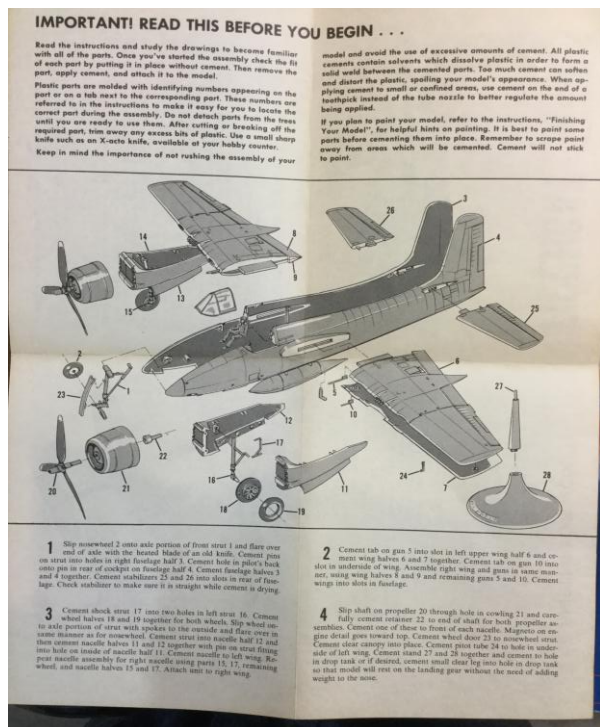 IMPORTANT! READ THIS BEFORE YOU BEGIN . . .
Read the instructions and study the drawings to become familiar
with all of the parts. Once you've started the assembly check the fit
of each part by putting it in place without cement. Then remove the
part, apply cement, and attach it to the model.
Plastic parts are molded with identifying numbers appearing on the
part or on a tab next to the corresponding part. These numbers are
referred to in the instructions to make it easy for you to locate the
correct part during the assembly. Do not detach parts from the trees
until you are ready to use them. After cutting or breaking off the
required part, trim away any excess bits of plastic. Use a small sharp
knife such as an X-acto knife, available at your hobby counter.
Keep in mind the importance of not rushing the assembly of your
model and avoid the use of excessive amounts of cement. All plastic
cements contain solvents which dissolve plastic in order to form a
solid weld between the cemented parts. Too much cement can soften
and distort the plastic, spoiling your model's appearance. When ap-
plying cement to small or confined areas, use cement on the end of a
toothpick instead of the tube nozzle to better regulate the amount
being applied.
If you plan to paint your model, refer to the instructions, "Finishing
Your Model", for helpful hints on painting. It is best to paint some
parts before cementing them into place. Remember to scrape paint
away from areas which will be cemented. Cement will not stick
to paint.
3
26
4
8
14
9
13
15
25
2
6
5
27
1
23
10
12
17
22
24
28
16
11
7
20
21
18
19
1 Slip nosewheel 2 onto axle portion of front strut 1 and flare over
end of axle with the heated blade of an old knife. Cement pins
on strut into holes in right fuselage half 3. Cement hole in pilot's back
onto pin in rear of cockpit on fuselage half 4. Cement fuselage halves 3
and 4 together. Cement stabilizers 25 and 26 into slots in rear of fuse-
lage. Check stabilizer to make sure it is straight while cement is drying.
2 Cement tab on gun 5 into slot in left upper wing half 6 and ce-
ment wing halves 6 and 7 together. Cement tab on gun 10 into
slot in underside of wing. Assemble right wing and guns in same man-
ner, using wing halves 8 and 9 and remaining guns 5 and 10. Cement
wings into slots in fuselage.
3 Cement shock strut 17 into two holes in left strut 16. Cement
wheel halves 18 and 19 together for both wheels. Slip wheel on-
to axle portion of strut with spokes to the outside and flare over in
same manner as for nosewheel. Cement strut into nacelle half 12 and
then cement nacelle halves 11 and 12 together with pin on strut fitting
into hole on inside of nacelle half 11. Cement nacelle to left wing. Re-
peat nacelle assembly for right nacelle using parts 15, 17, remaining
wheel, and nacelle halves 15 and 17. Attach unit to right wing.
4 Slip shaft on propeller 20 through hole in cowling 21 and care-
fully cement retainer 22 to end of shaft for both propeller as-
semblies. Cement one of these to front of each nacelle. Magneto on en-
gine detail goes toward top. Cement wheel door 23 to nosewheel strut.
Cement clear canopy into place. Cement pitot tube 24 to hole in under-
side of left wing. Cement stand 27 and 28 together and cement to hole
in drop tank or if desired, cement small clear leg into hole in drop tank
so that model will rest on the landing gear without the need of adding
weight to the nose.